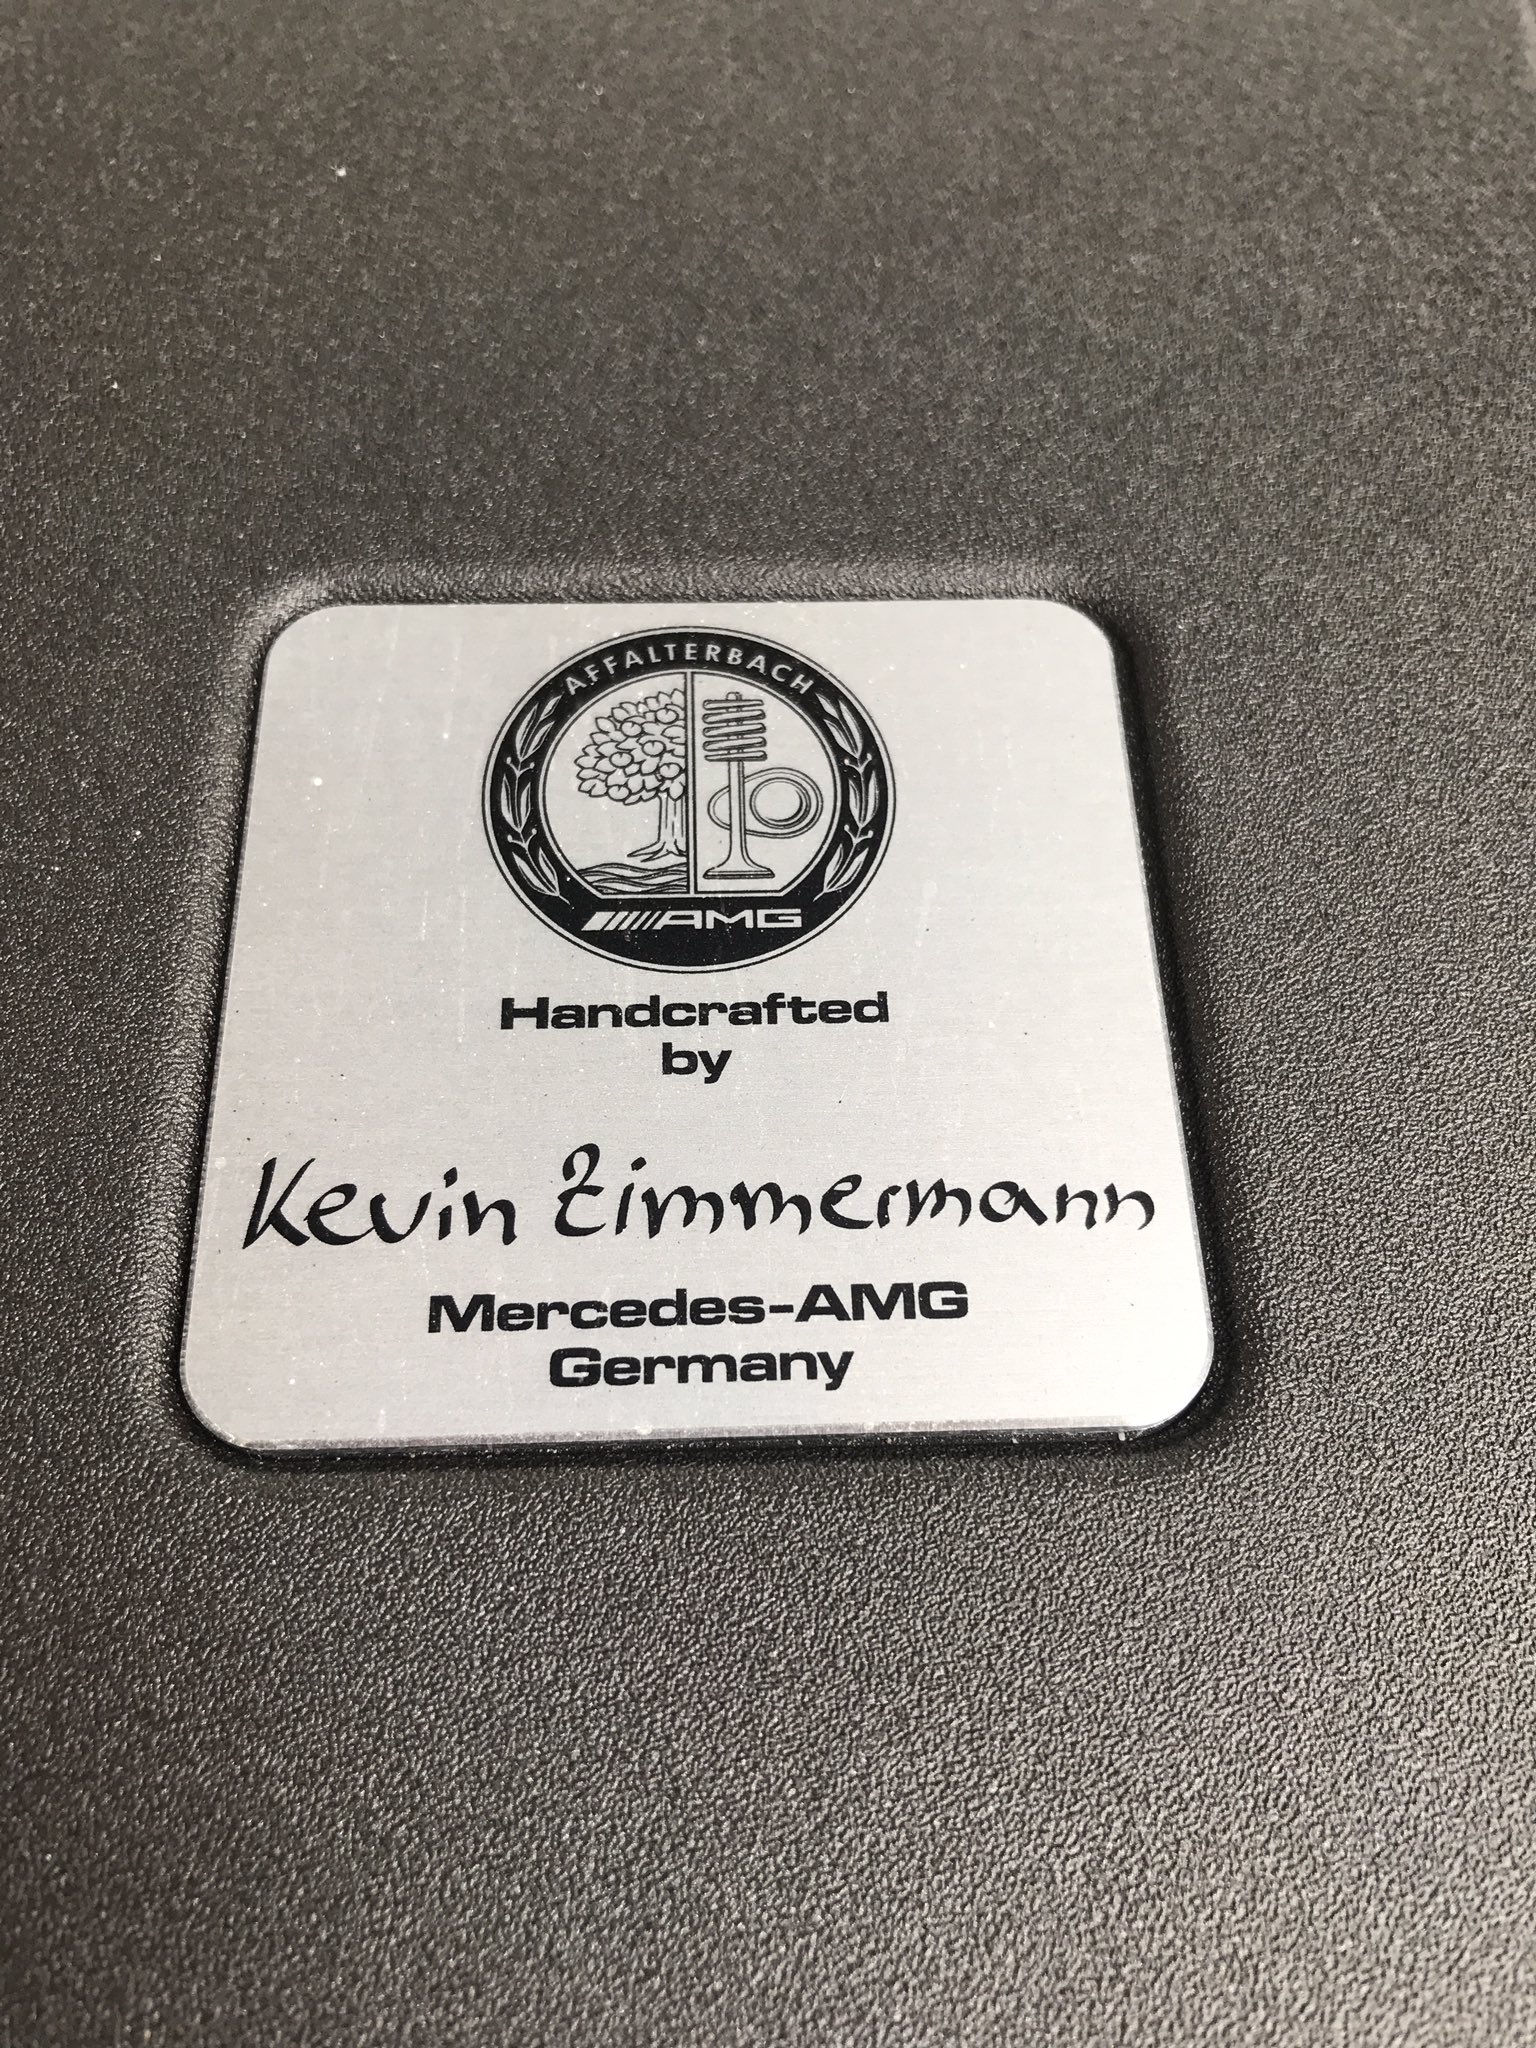 AFFALTERBACH
AMG
Handcrafted
by
Kevin Zimmermann
Mercedes-AMG
Germany